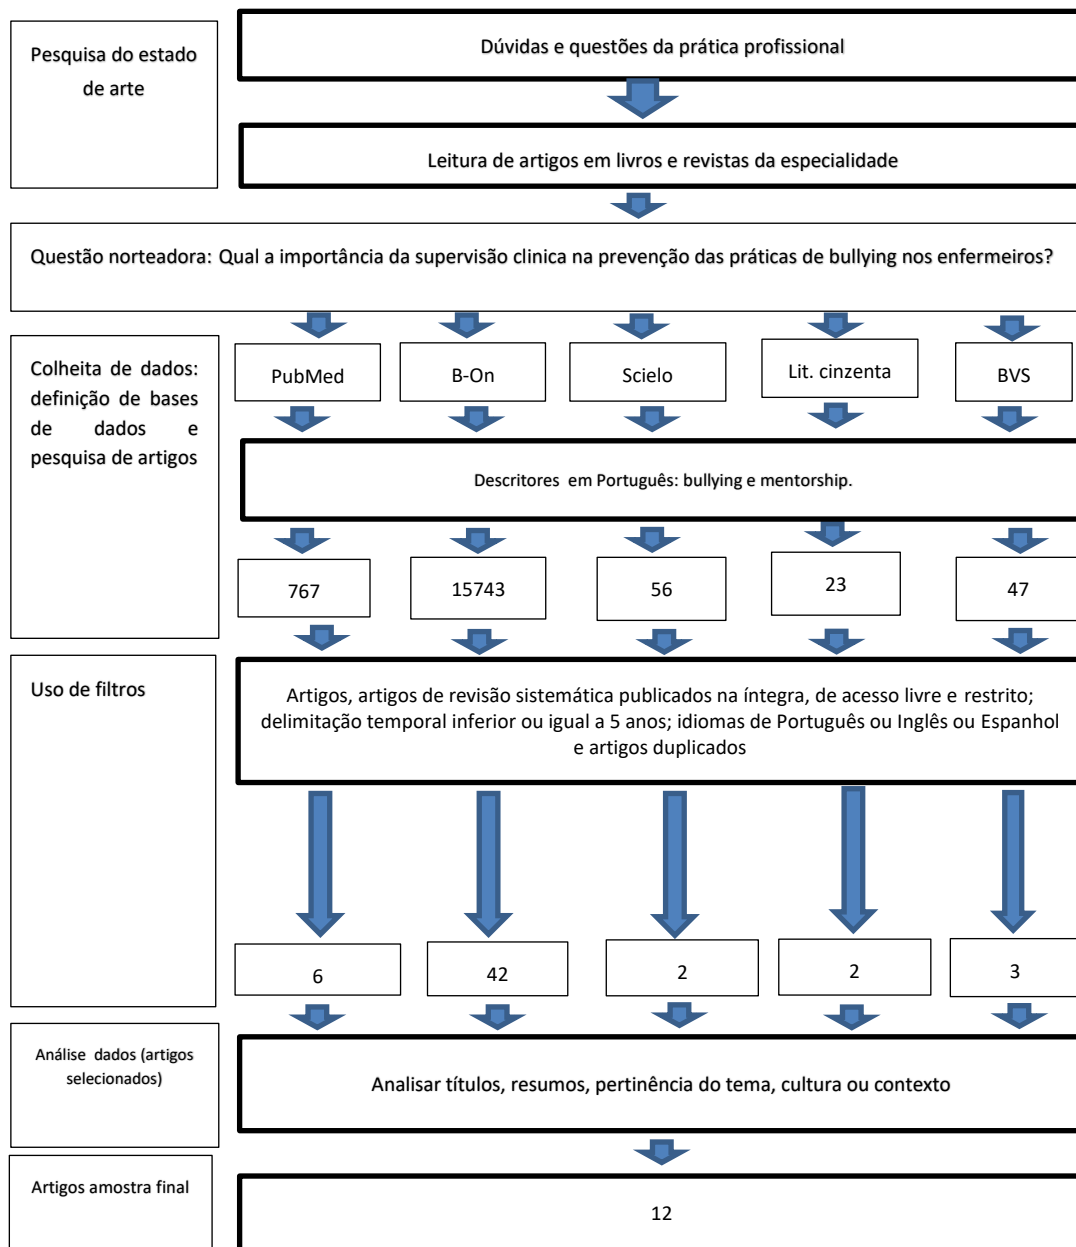 Pesquisa do estado
de arte
Dúvidas e questões da prática profissional
Leitura de artigos em livros e revistas da especialidade
Questão norteadora: Qual a importância da supervisão clinica na prevenção das práticas de bullying nos enfermeiros?
Colheita de dados:
definição de bases
de dados e
pesquisa de artigos
PubMed
B-On
Scielo
Lit. cinzenta
BVS
Descritores em Português: bullying e mentorship.
767
15743
56
23
47
Uso de filtros
Artigos, artigos de revisão sistemática publicados na íntegra, de acesso livre e restrito;
delimitação temporal inferior ou igual a 5 anos; idiomas de Português ou Inglês ou Espanhol
e artigos duplicados
6
42
2
2
3
Análise dados (artigos
selecionados)
Analisar títulos, resumos, pertinência do tema, cultura ou contexto
Artigos amostra final
12